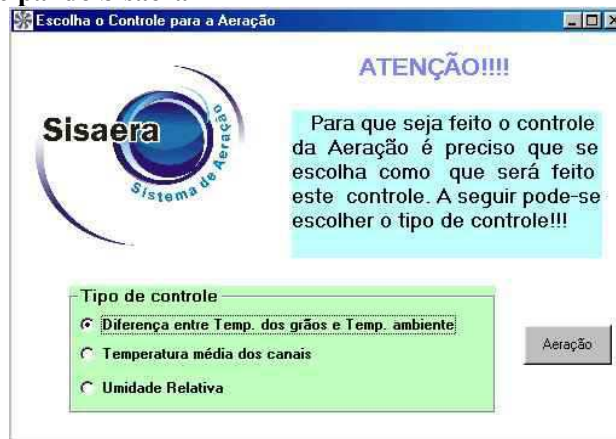 Escolha o Controle para a Aeração
ATENÇÃO!!!!
Sisaera
Sistema de Aeração
Para que seja feito o controle
da Aeração é preciso que se
escolha como que será feito
este controle. A seguir pode-se
escolher o tipo de controle!!!
Tipo de controle
Diferença entre Temp. dos grãos e Temp. ambiente
Temperatura média dos canais
Umidade Relativa
Aeração